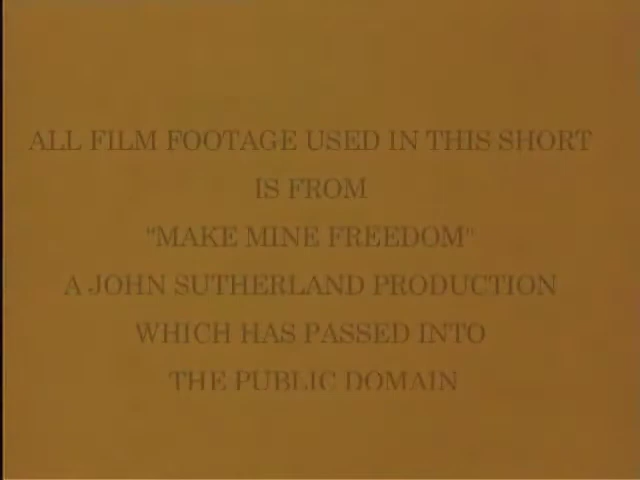 ALL FILM FOOTAGE USED IN THIS SHORT
IS FROM
"MAKE MINE FREEDOM"
A JOHN SUTHERLAND PRODUCTION
WHICH HAS PASSED INTO
THE PUBLIC DOMAIN